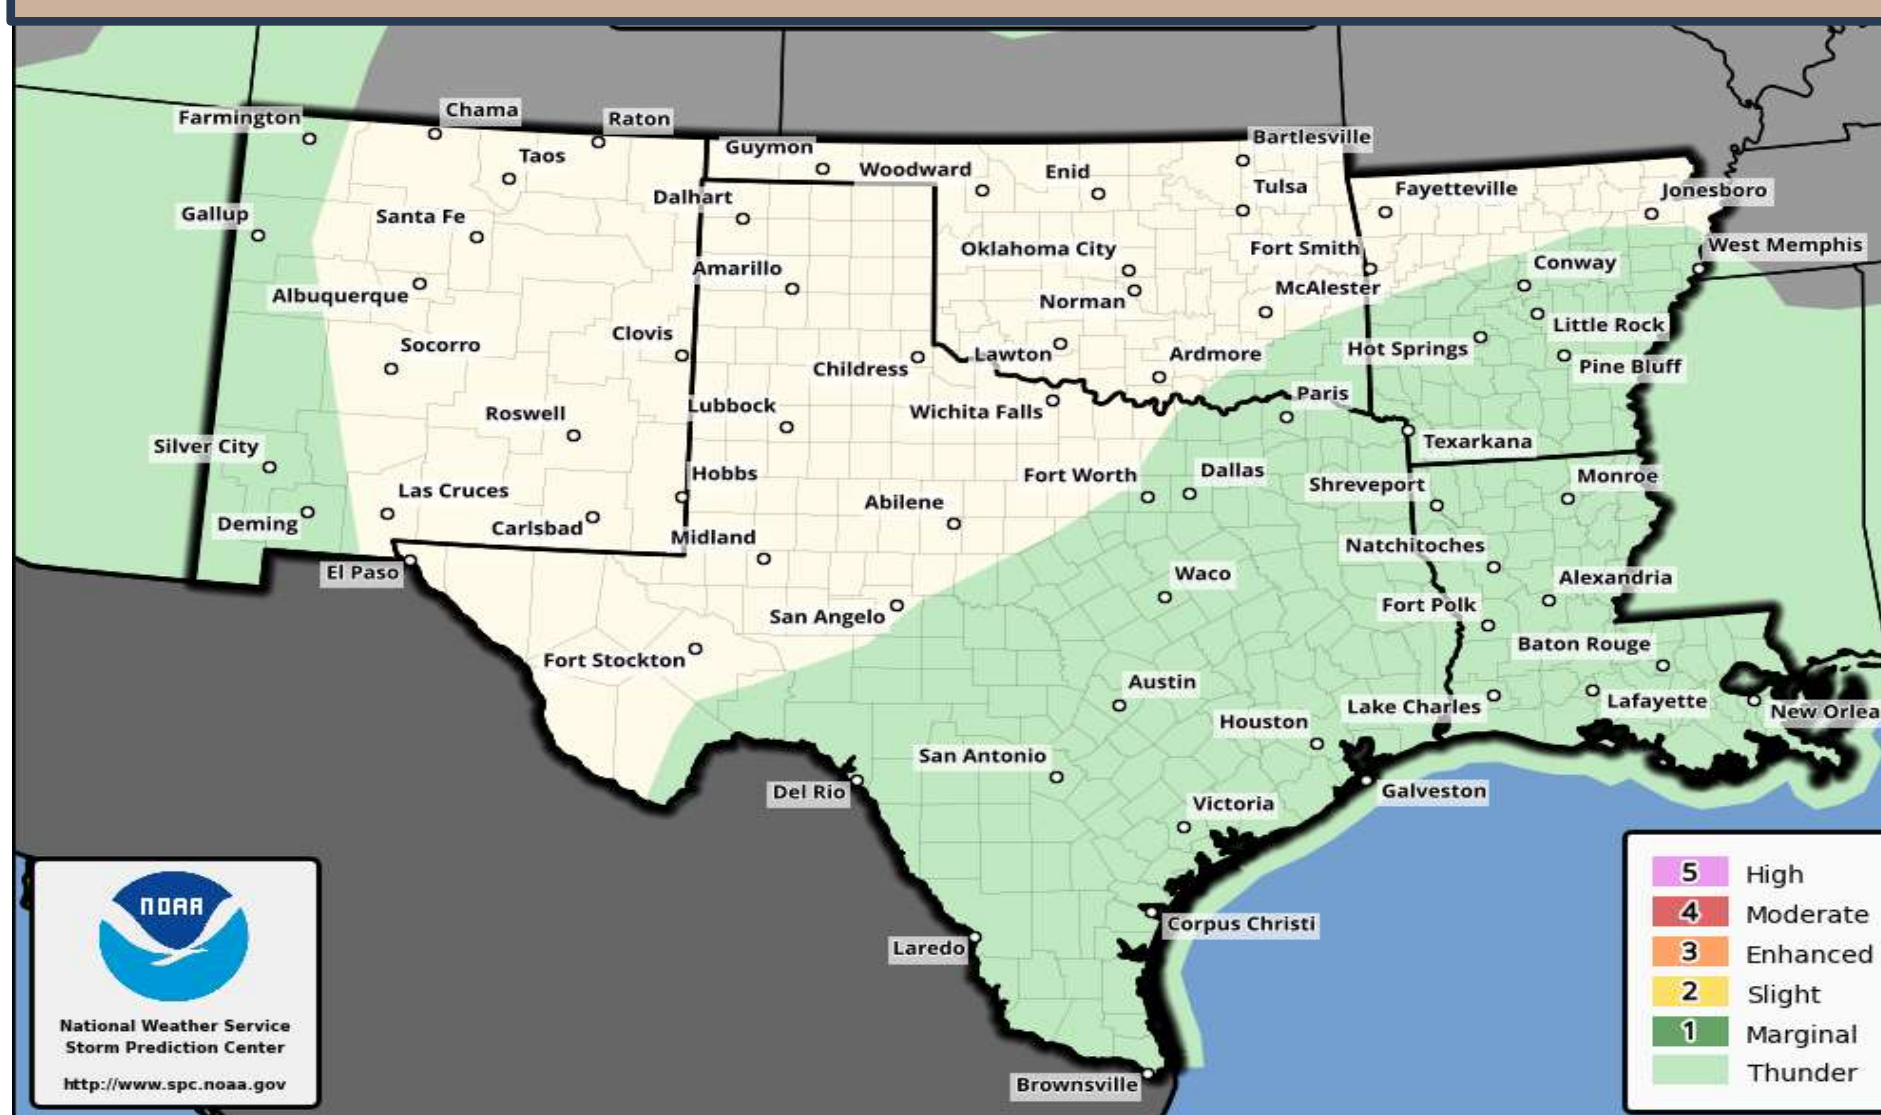 Farmington
Chama
Raton
Taos
Guymon
Woodward
Enid
Bartlesville
Tulsa
Fayetteville
Jonesboro
Gallup
Santa Fe
Dalhart
Oklahoma City
Fort Smith
Conway
West Memphis
Albuquerque
Amarillo
Norman
McAlester
Little Rock
Socorro
Clovis
Childress
Lawton
Ardmore
Hot Springs
Pine Bluff
Roswell
Lubbock
Wichita Falls
Paris
Texarkana
Silver City
Las Cruces
Hobbs
Fort Worth
Dallas
Shreveport
Monroe
Deming
Carlsbad
Midland
Abilene
Natchitoches
El Paso
Waco
Alexandria
San Angelo
Fort Polk
Fort Stockton
Baton Rouge
Austin
Lake Charles
Lafayette
New Orlea
Houston
San Antonio
Del Rio
Galveston
Victoria
Corpus Christi
Laredo
Brownsville
NOAA
National Weather Service
Storm Prediction Center
http://www.spc.noaa.gov
5 High
4 Moderate
3 Enhanced
2 Slight
1 Marginal
Thunder